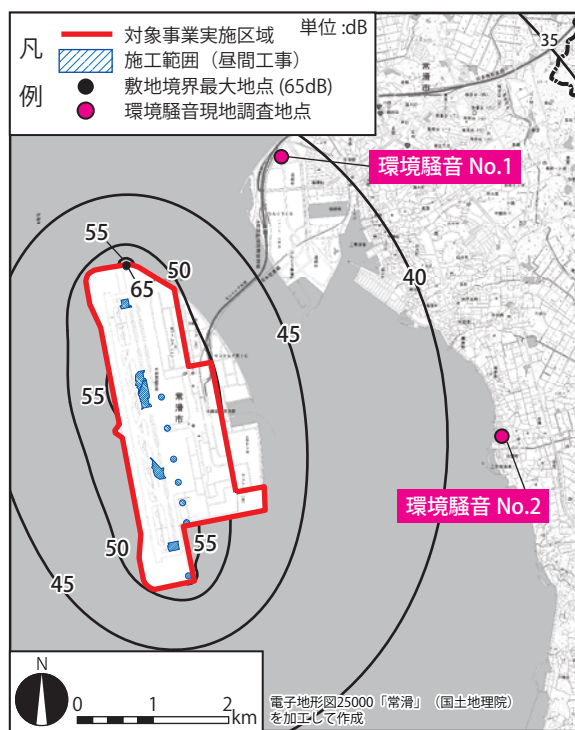 凡例
単位 :dB
対象事業実施区域
施工範囲（昼間工事）
敷地境界最大地点 (65dB)
環境騒音現地調査地点
35
常滑市
環境騒音 No.1
55
50
65
40
45
55
常滑市
環境騒音 No.2
50
55
45
N
0 1 2
km
電子地形図25000「常滑」（国土地理院）
を加工して作成